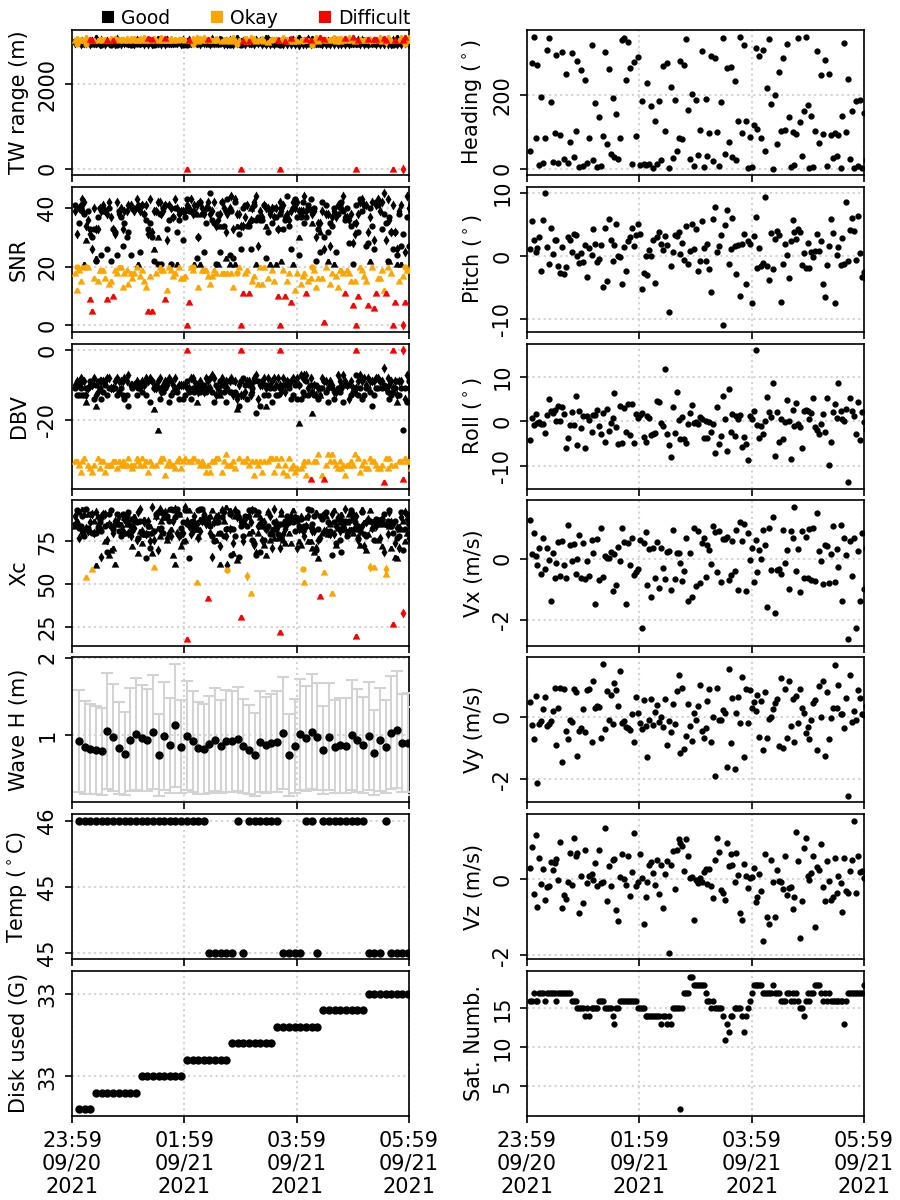 Good Okay Difficult
TW range (m)
2000
0
SNR
40
20
0
DBV
0
-20
Xc
75
50
25
Wave H (m)
2
1
Temp (°C)
46
45
45
Disk used (G)
33
33
23:59 01:59 03:59 05:59
09/20 09/21 09/21 09/21
2021 2021 2021 2021
Heading (°)
200
0
Pitch (°)
10
0
-10
Roll (°)
10
0
-10
Vx (m/s)
0
-2
Vy (m/s)
0
-2
Vz (m/s)
0
-2
Sat. Numb.
15
10
5
23:59 01:59 03:59 05:59
09/20 09/21 09/21 09/21
2021 2021 2021 2021